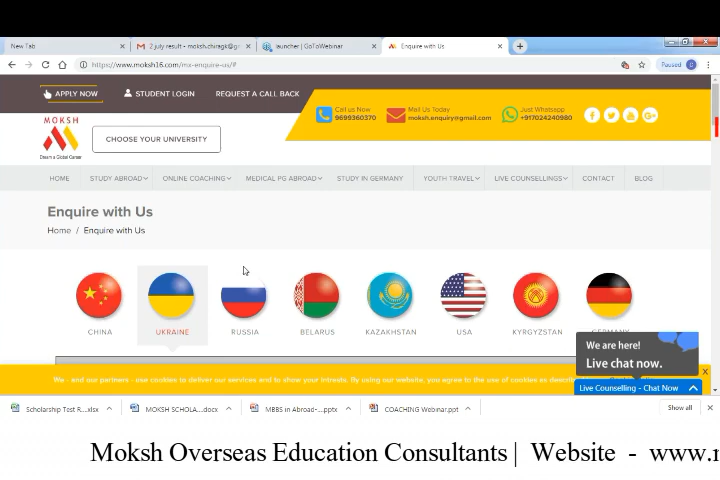 New Tab
2 july result - moksh.chiragk@g
launcher | GoToWebinar
Enquire with Us
https://www.moksh16.com/mx-enquire-us/#
Paused
APPLY NOW
STUDENT LOGIN
REQUEST A CALL BACK
Call us Now
9699360370
Mail Us Today
moksh.enquiry@gmail.com
Just Whatsapp
+917024240980
MOKSH
Dream a Global Career
CHOOSE YOUR UNIVERSITY
HOME
STUDY ABROAD
ONLINE COACHING
MEDICAL PG ABROAD
STUDY IN GERMANY
YOUTH TRAVEL
LIVE COUNSELLINGS
CONTACT
BLOG
Enquire with Us
Home / Enquire with Us
CHINA
UKRAINE
RUSSIA
BELARUS
KAZAKHSTAN
USA
KYRGYZSTAN
GERMANY
We are here!
Live chat now.
We - and our partners - use cookies to deliver our services and to show your intrests. By using our website, you agree to the use of cookies as
Live Counselling - Chat Now
Scholarship Test R....xlsx
MOKSH SCHOLA...docx
MBBS in Abroad-...pptx
COACHING Webinar.ppt
Show all
Moksh Overseas Education Consultants | Website - www.